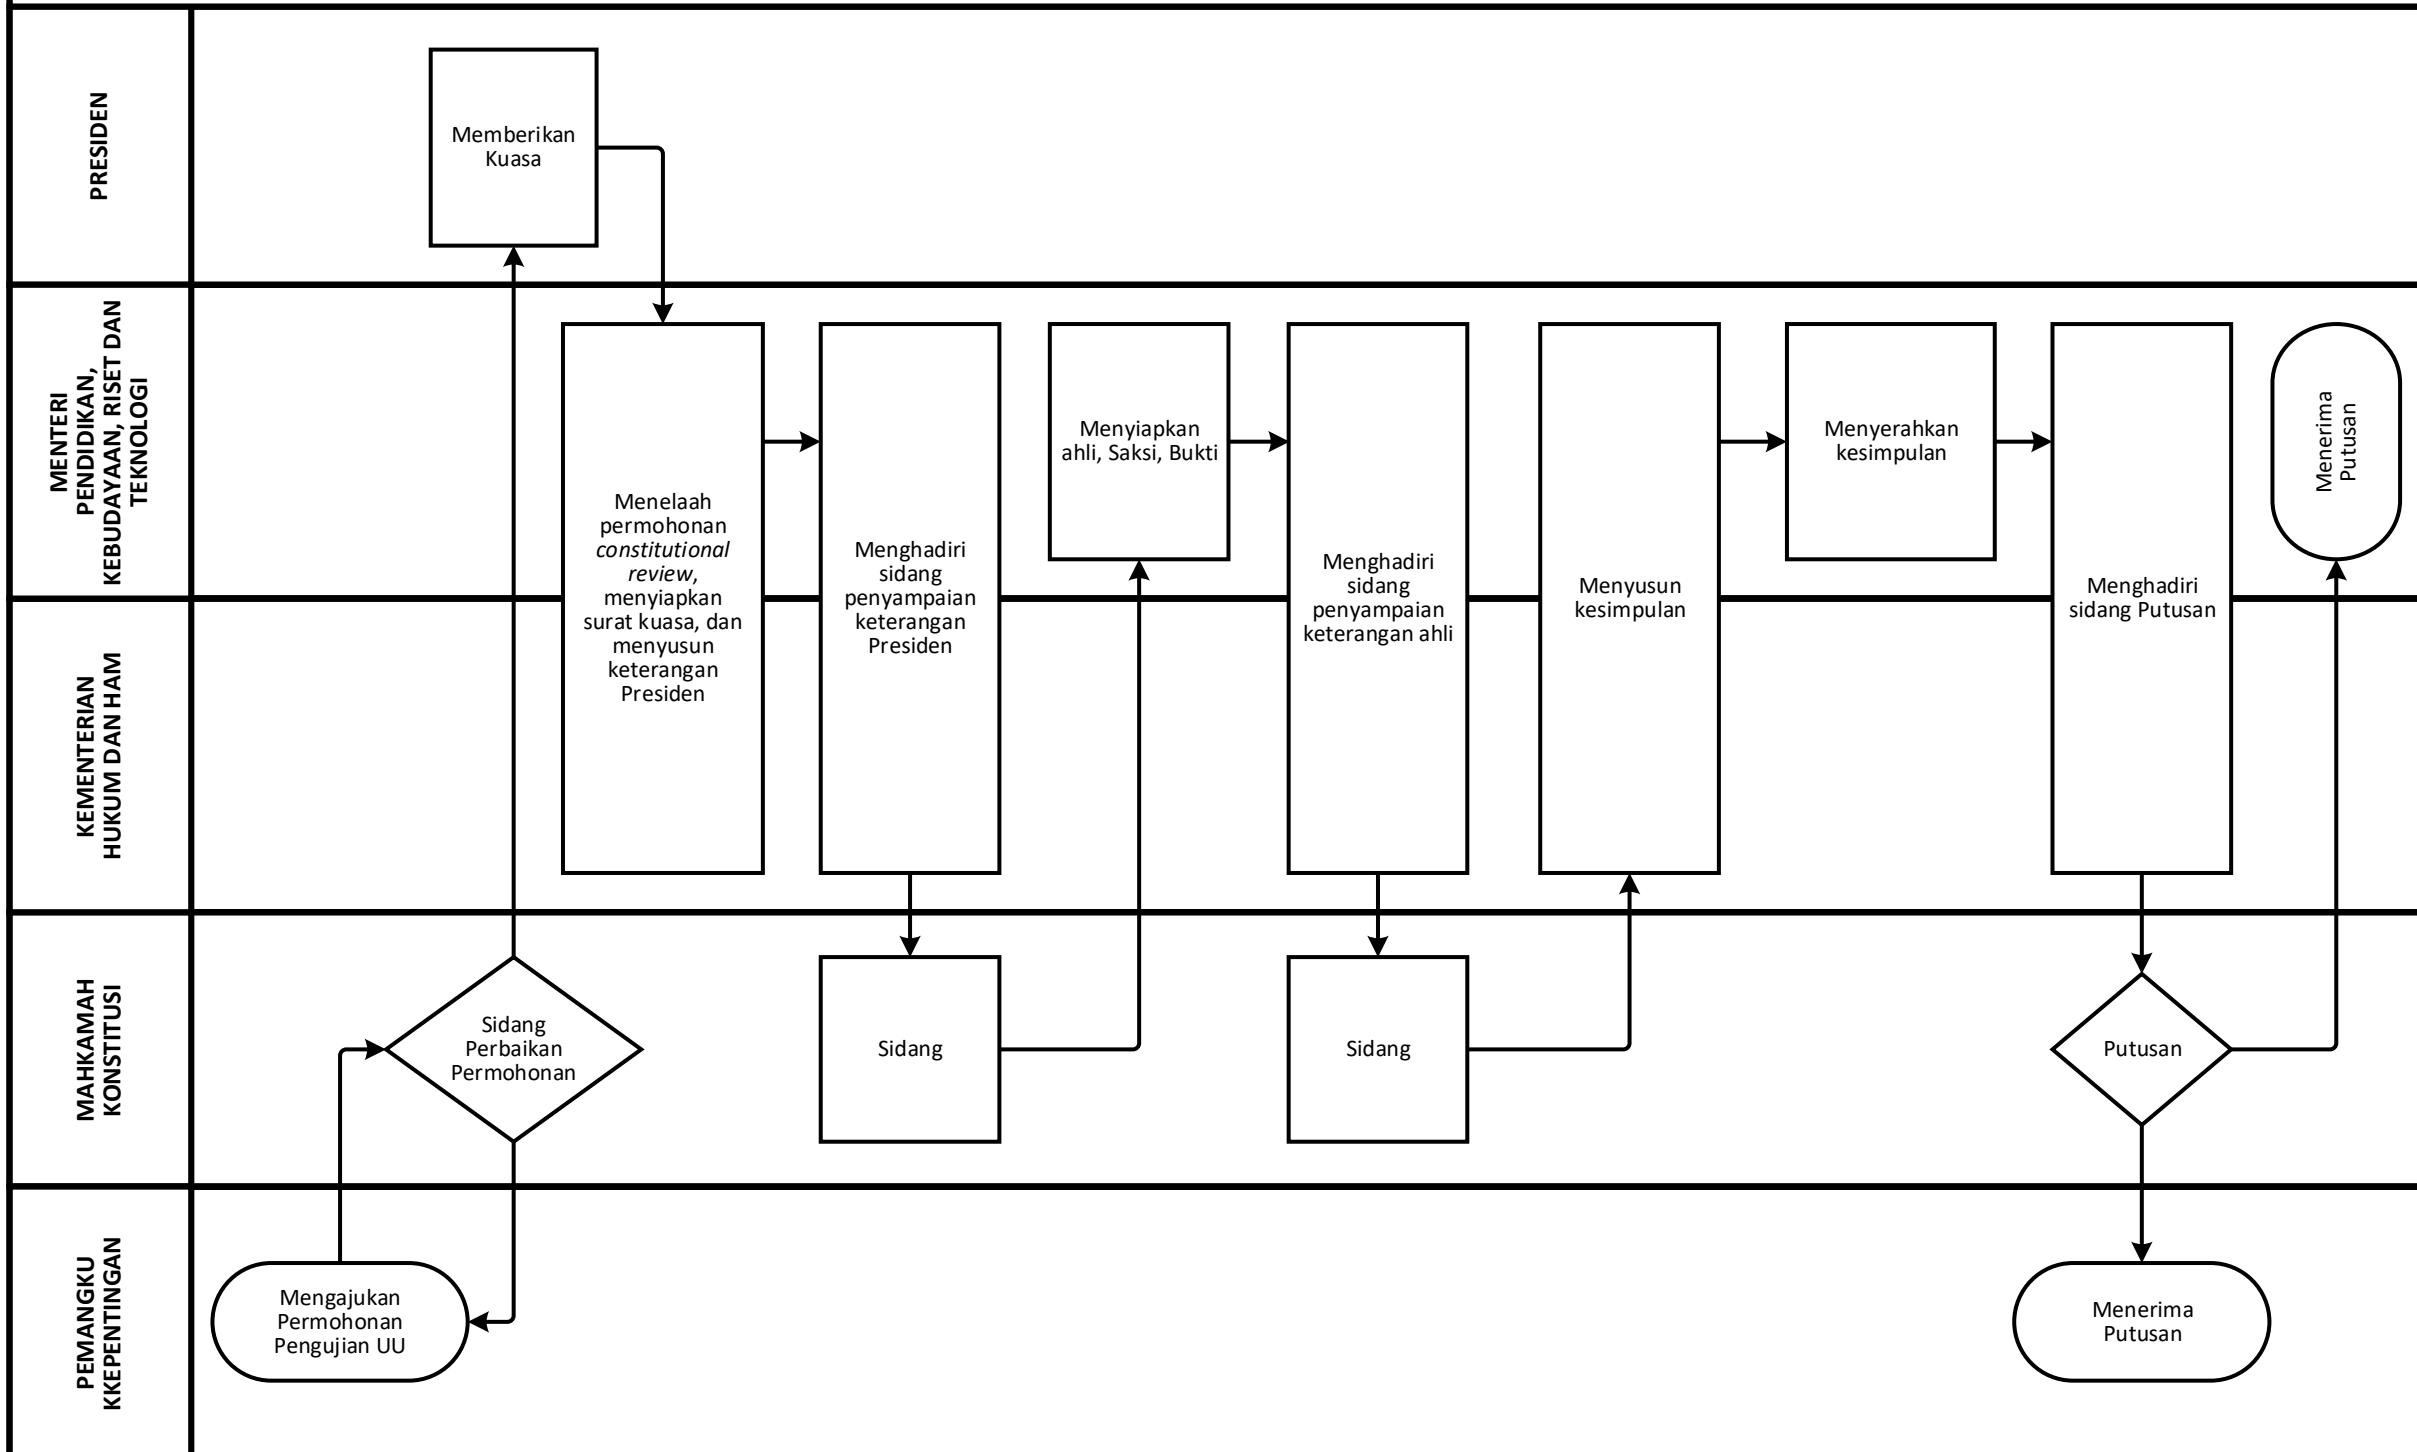 PRESIDEN
Memberikan
Kuasa
MENTERI
PENDIDIKAN,
KEBUDAYAAN, RISET DAN
TEKNOLOGI
Menelaah
permohonan
constitutional
review,
menyiapkan
surat kuasa, dan
menyusun
keterangan
Presiden
Menghadiri
sidang
penyampaian
keterangan
Presiden
Menyiapkan
ahli, Saksi, Bukti
Menghadiri
sidang
penyampaian
keterangan ahli
Menyusun
kesimpulan
Menyerahkan
kesimpulan
Menghadiri
sidang Putusan
Menerima
Putusan
KEMENTERIAN
HUKUM DAN HAM
MAHKAMAH
KONSTITUSI
Sidang
Perbaikan
Permohonan
Sidang
Sidang
Putusan
PEMANGKU
KKEPENTINGAN
Mengajukan
Permohonan
Pengujian UU
Menerima
Putusan